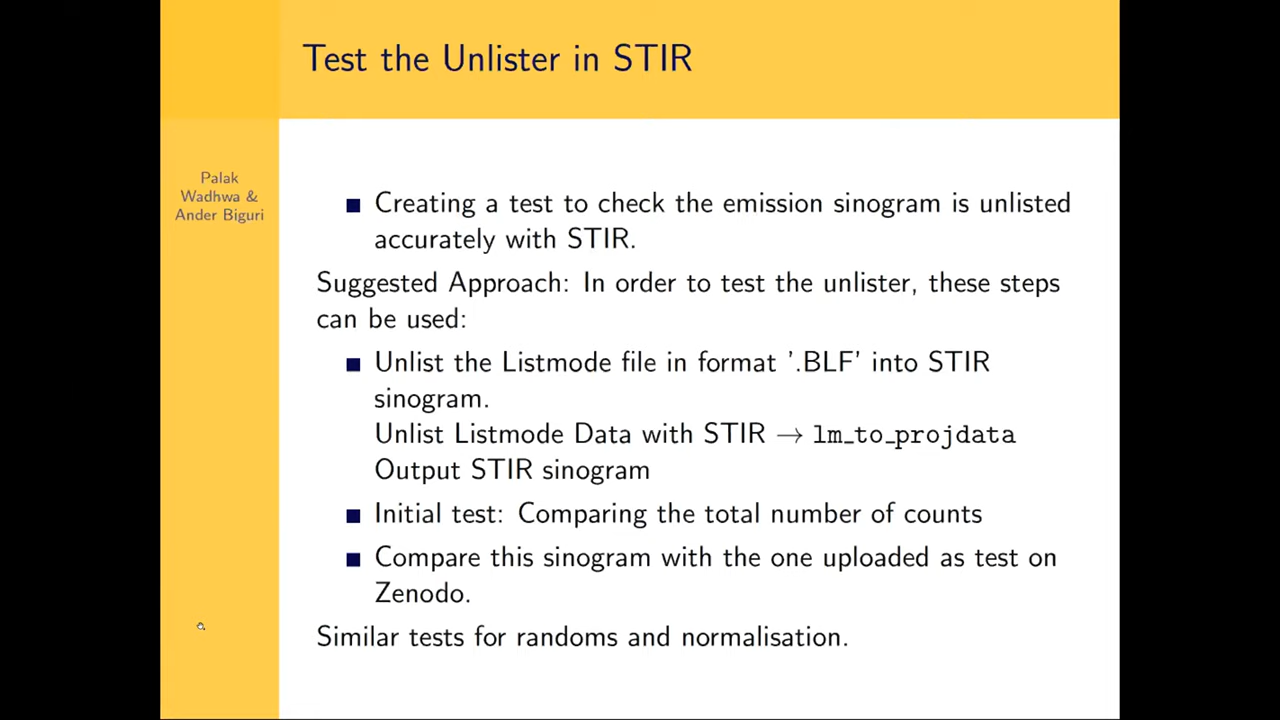 Test the Unlister in STIR
Palak
Wadhwa &
Ander Biguri
Creating a test to check the emission sinogram is unlisted
accurately with STIR.
Suggested Approach: In order to test the unlister, these steps
can be used:
Unlist the Listmode file in format '.BLF' into STIR
sinogram.
Unlist Listmode Data with STIR → lm_to_projdata
Output STIR sinogram
Initial test: Comparing the total number of counts
Compare this sinogram with the one uploaded as test on
Zenodo.
Similar tests for randoms and normalisation.